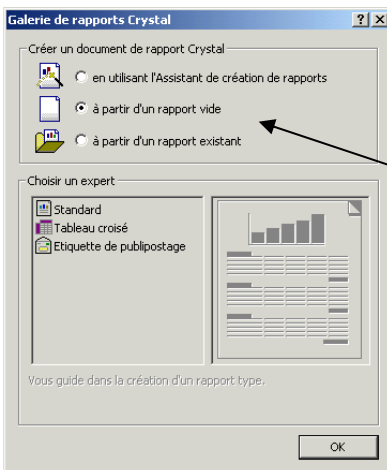 Galerie de rapports Crystal
Créer un document de rapport Crystal
en utilisant l'Assistant de création de rapports
à partir d'un rapport vide
à partir d'un rapport existant
Choisir un expert
Standard
Tableau croisé
Etiquette de publipostage
Vous guide dans la création d'un rapport type.
OK